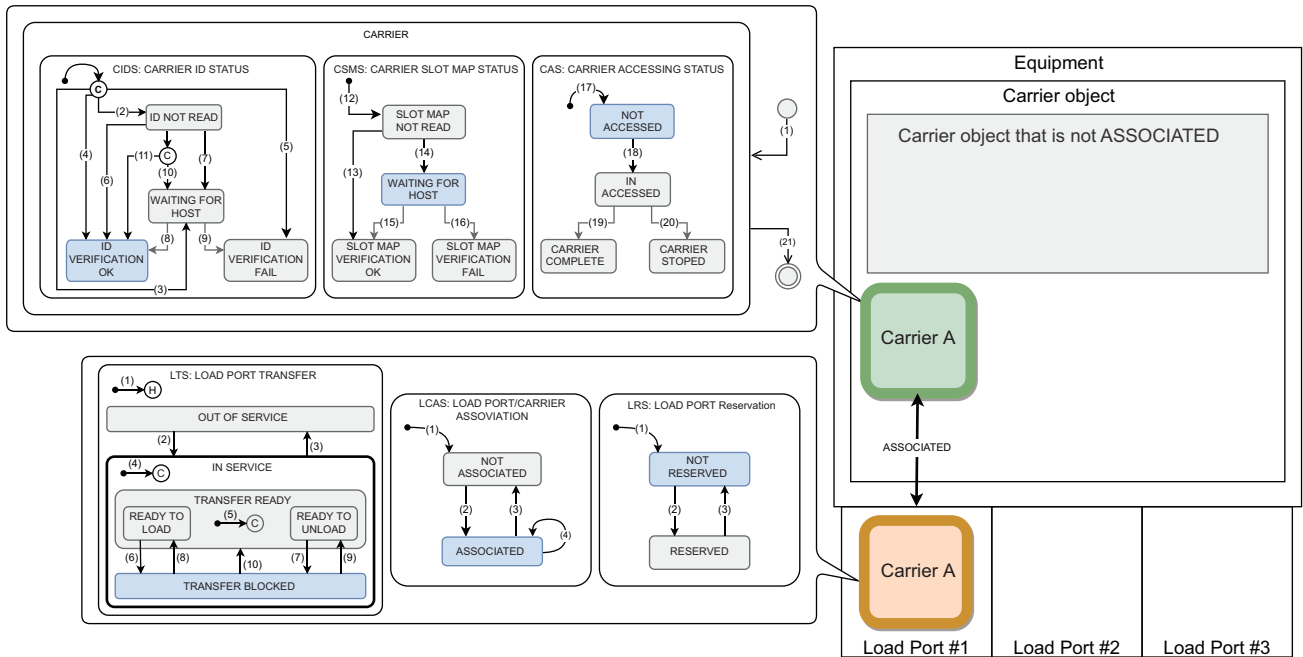 CARRIER
CIDS: CARRIER ID STATUS
C
(2)
ID NOT READ
(4)
(11)
C
(7)
(5)
(6)
(10)
WAITING FOR
HOST
(8)
(9)
ID
VERIFICATION
OK
ID
VERIFICATION
FAIL
(3)
CSMS: CARRIER SLOT MAP STATUS
(12)
SLOT MAP
NOT READ
(14)
(13)
WAITING FOR
HOST
(15)
(16)
SLOT MAP
VERIFICATION
OK
SLOT MAP
VERIFICATION
FAIL
CAS: CARRIER ACCESSING STATUS
(17)
NOT
ACCESSED
(18)
IN
ACCESSED
(19)
(20)
CARRIER
COMPLETE
CARRIER
STOPED
(1)
(21)
Equipment
Carrier object
Carrier object that is not ASSOCIATED
Carrier A
ASSOCIATED
Carrier A
Load Port #1
Load Port #2
Load Port #3
LTS: LOAD PORT TRANSFER
(1)
H
OUT OF SERVICE
(2)
(3)
IN SERVICE
(4)
C
TRANSFER READY
READY TO
LOAD
(5)
C
READY TO
UNLOAD
(6)
(8)
(10)
(7)
(9)
TRANSFER BLOCKED
LCAS: LOAD PORT/CARRIER
ASSOVIATION
(1)
NOT
ASSOCIATED
(2)
(3)
(4)
ASSOCIATED
LRS: LOAD PORT Reservation
(1)
NOT
RESERVED
(2)
(3)
RESERVED